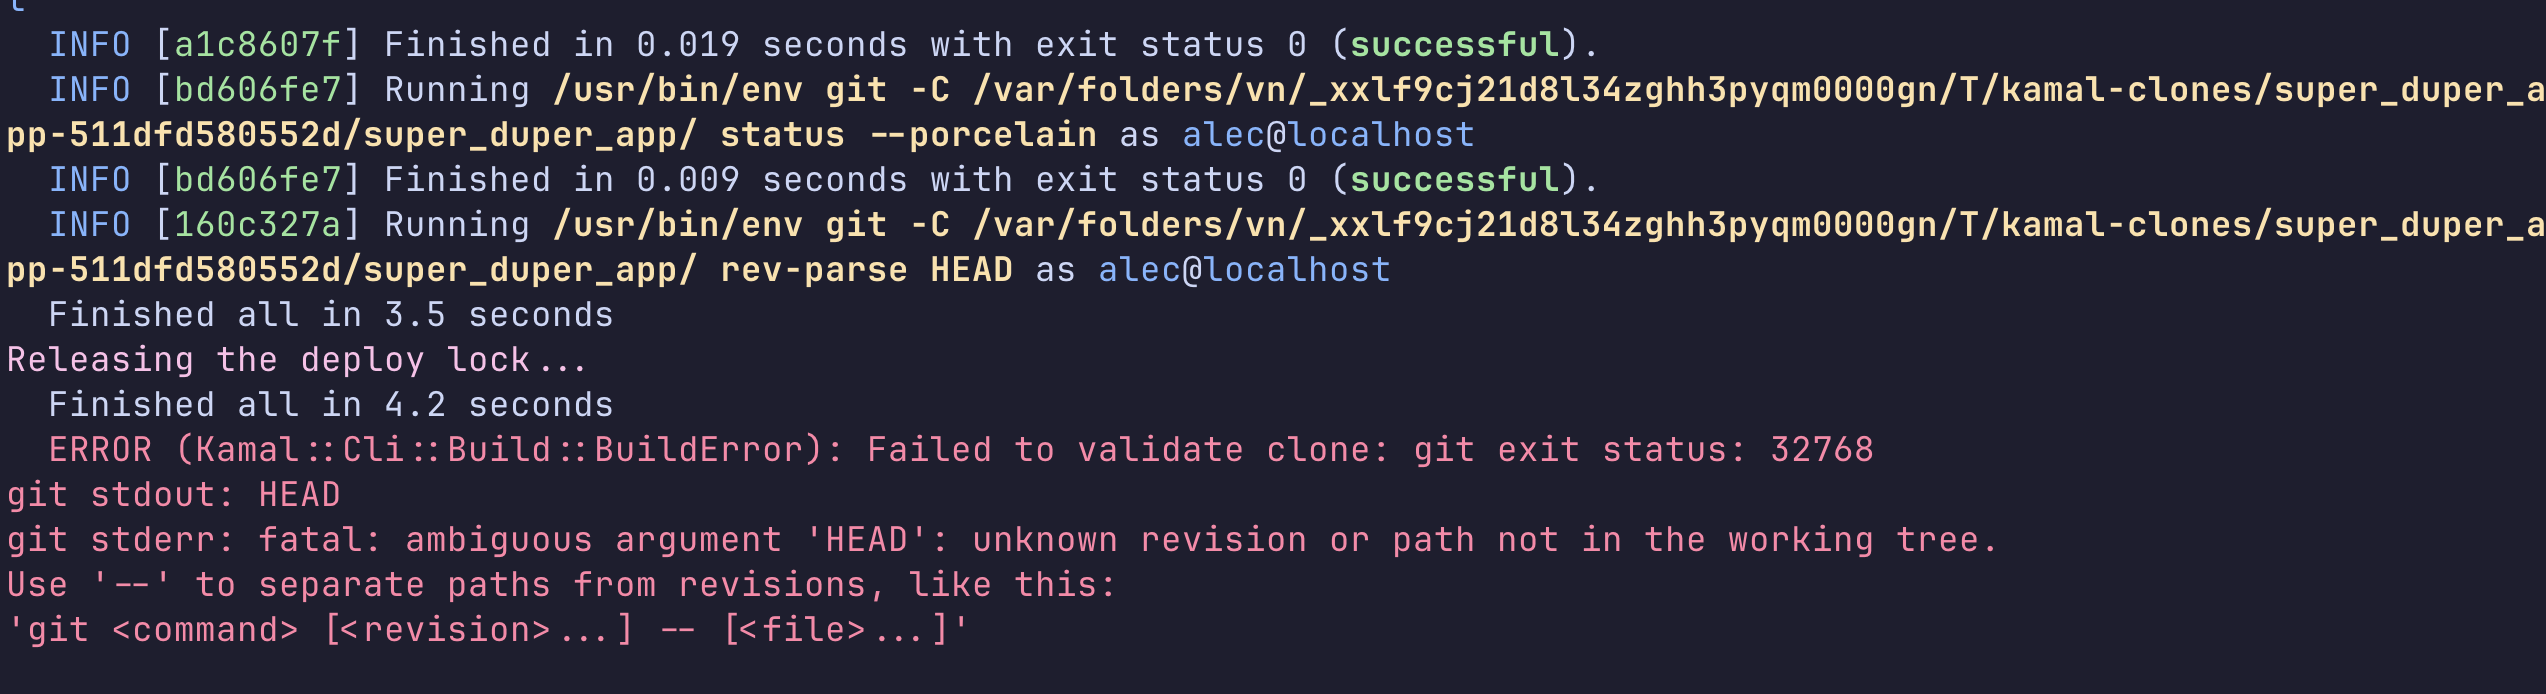 INFO [a1c8607f] Finished in 0.019 seconds with exit status 0 (successful).
INFO [bd606fe7] Running /usr/bin/env git -C /var/folders/vn/_xxlf9cj21d8l34zghh3pyqm0000gn/T/kamal-clones/super_duper_a
pp-511dfd580552d/super_duper_app/ status --porcelain as alec@localhost
INFO [bd606fe7] Finished in 0.009 seconds with exit status 0 (successful).
INFO [160c327a] Running /usr/bin/env git -C /var/folders/vn/_xxlf9cj21d8l34zghh3pyqm0000gn/T/kamal-clones/super_duper_a
pp-511dfd580552d/super_duper_app/ rev-parse HEAD as alec@localhost
Finished all in 3.5 seconds
Releasing the deploy lock...
Finished all in 4.2 seconds
ERROR (Kamal::Cli::Build::BuildError): Failed to validate clone: git exit status: 32768
git stdout: HEAD
git stderr: fatal: ambiguous argument 'HEAD': unknown revision or path not in the working tree.
Use '--' to separate paths from revisions, like this:
'git <command> [<revision>...] -- [<file>...]'